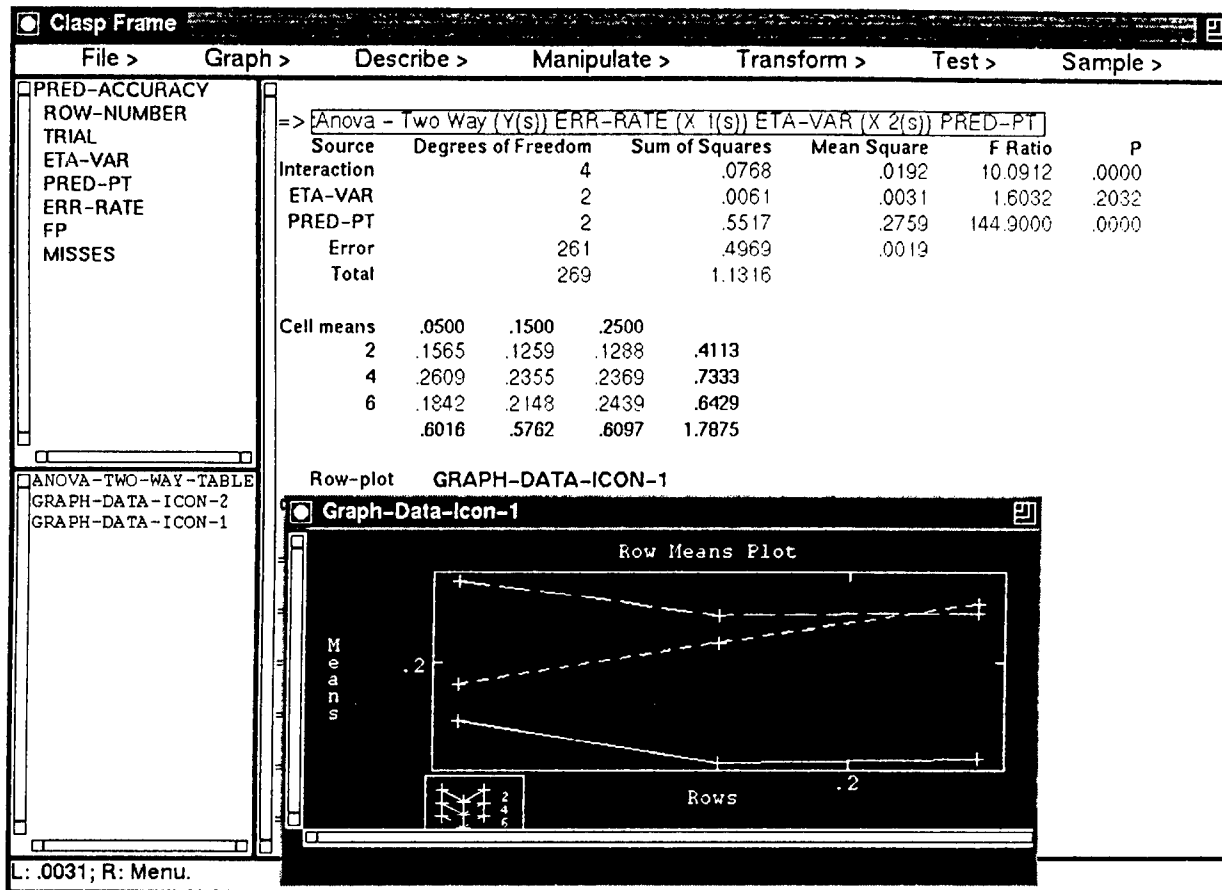 Clasp Frame
File > Graph > Describe > Manipulate > Transform > Test > Sample >
PRED-ACCURACY
ROW-NUMBER
TRIAL
ETA-VAR
PRED-PT
ERR-RATE
FP
MISSES
ANOVA-TWO-WAY-TABLE
GRAPH-DATA-ICON-2
GRAPH-DATA-ICON-1
=> Anova - Two Way (Y(s)) ERR-RATE (X 1(s)) ETA-VAR (X 2(s)) PRED-PT
Source Degrees of Freedom Sum of Squares Mean Square F Ratio P
Interaction 4 .0768 .0192 10.0912 .0000
ETA-VAR 2 .0061 .0031 1.6032 .2032
PRED-PT 2 .5517 .2759 144.9000 .0000
Error 261 .4969 .0019
Total 269 1.1316
Cell means .0500 .1500 .2500
2 .1565 .1259 .1288 .4113
4 .2609 .2355 .2369 .7333
6 .1842 .2148 .2439 .6429
.6016 .5762 .6097 1.7875
Row-plot GRAPH-DATA-ICON-1
Graph-Data-Icon-1
Row Means Plot
Means
.2
.2
Rows
2
4
6
L: .0031; R: Menu.